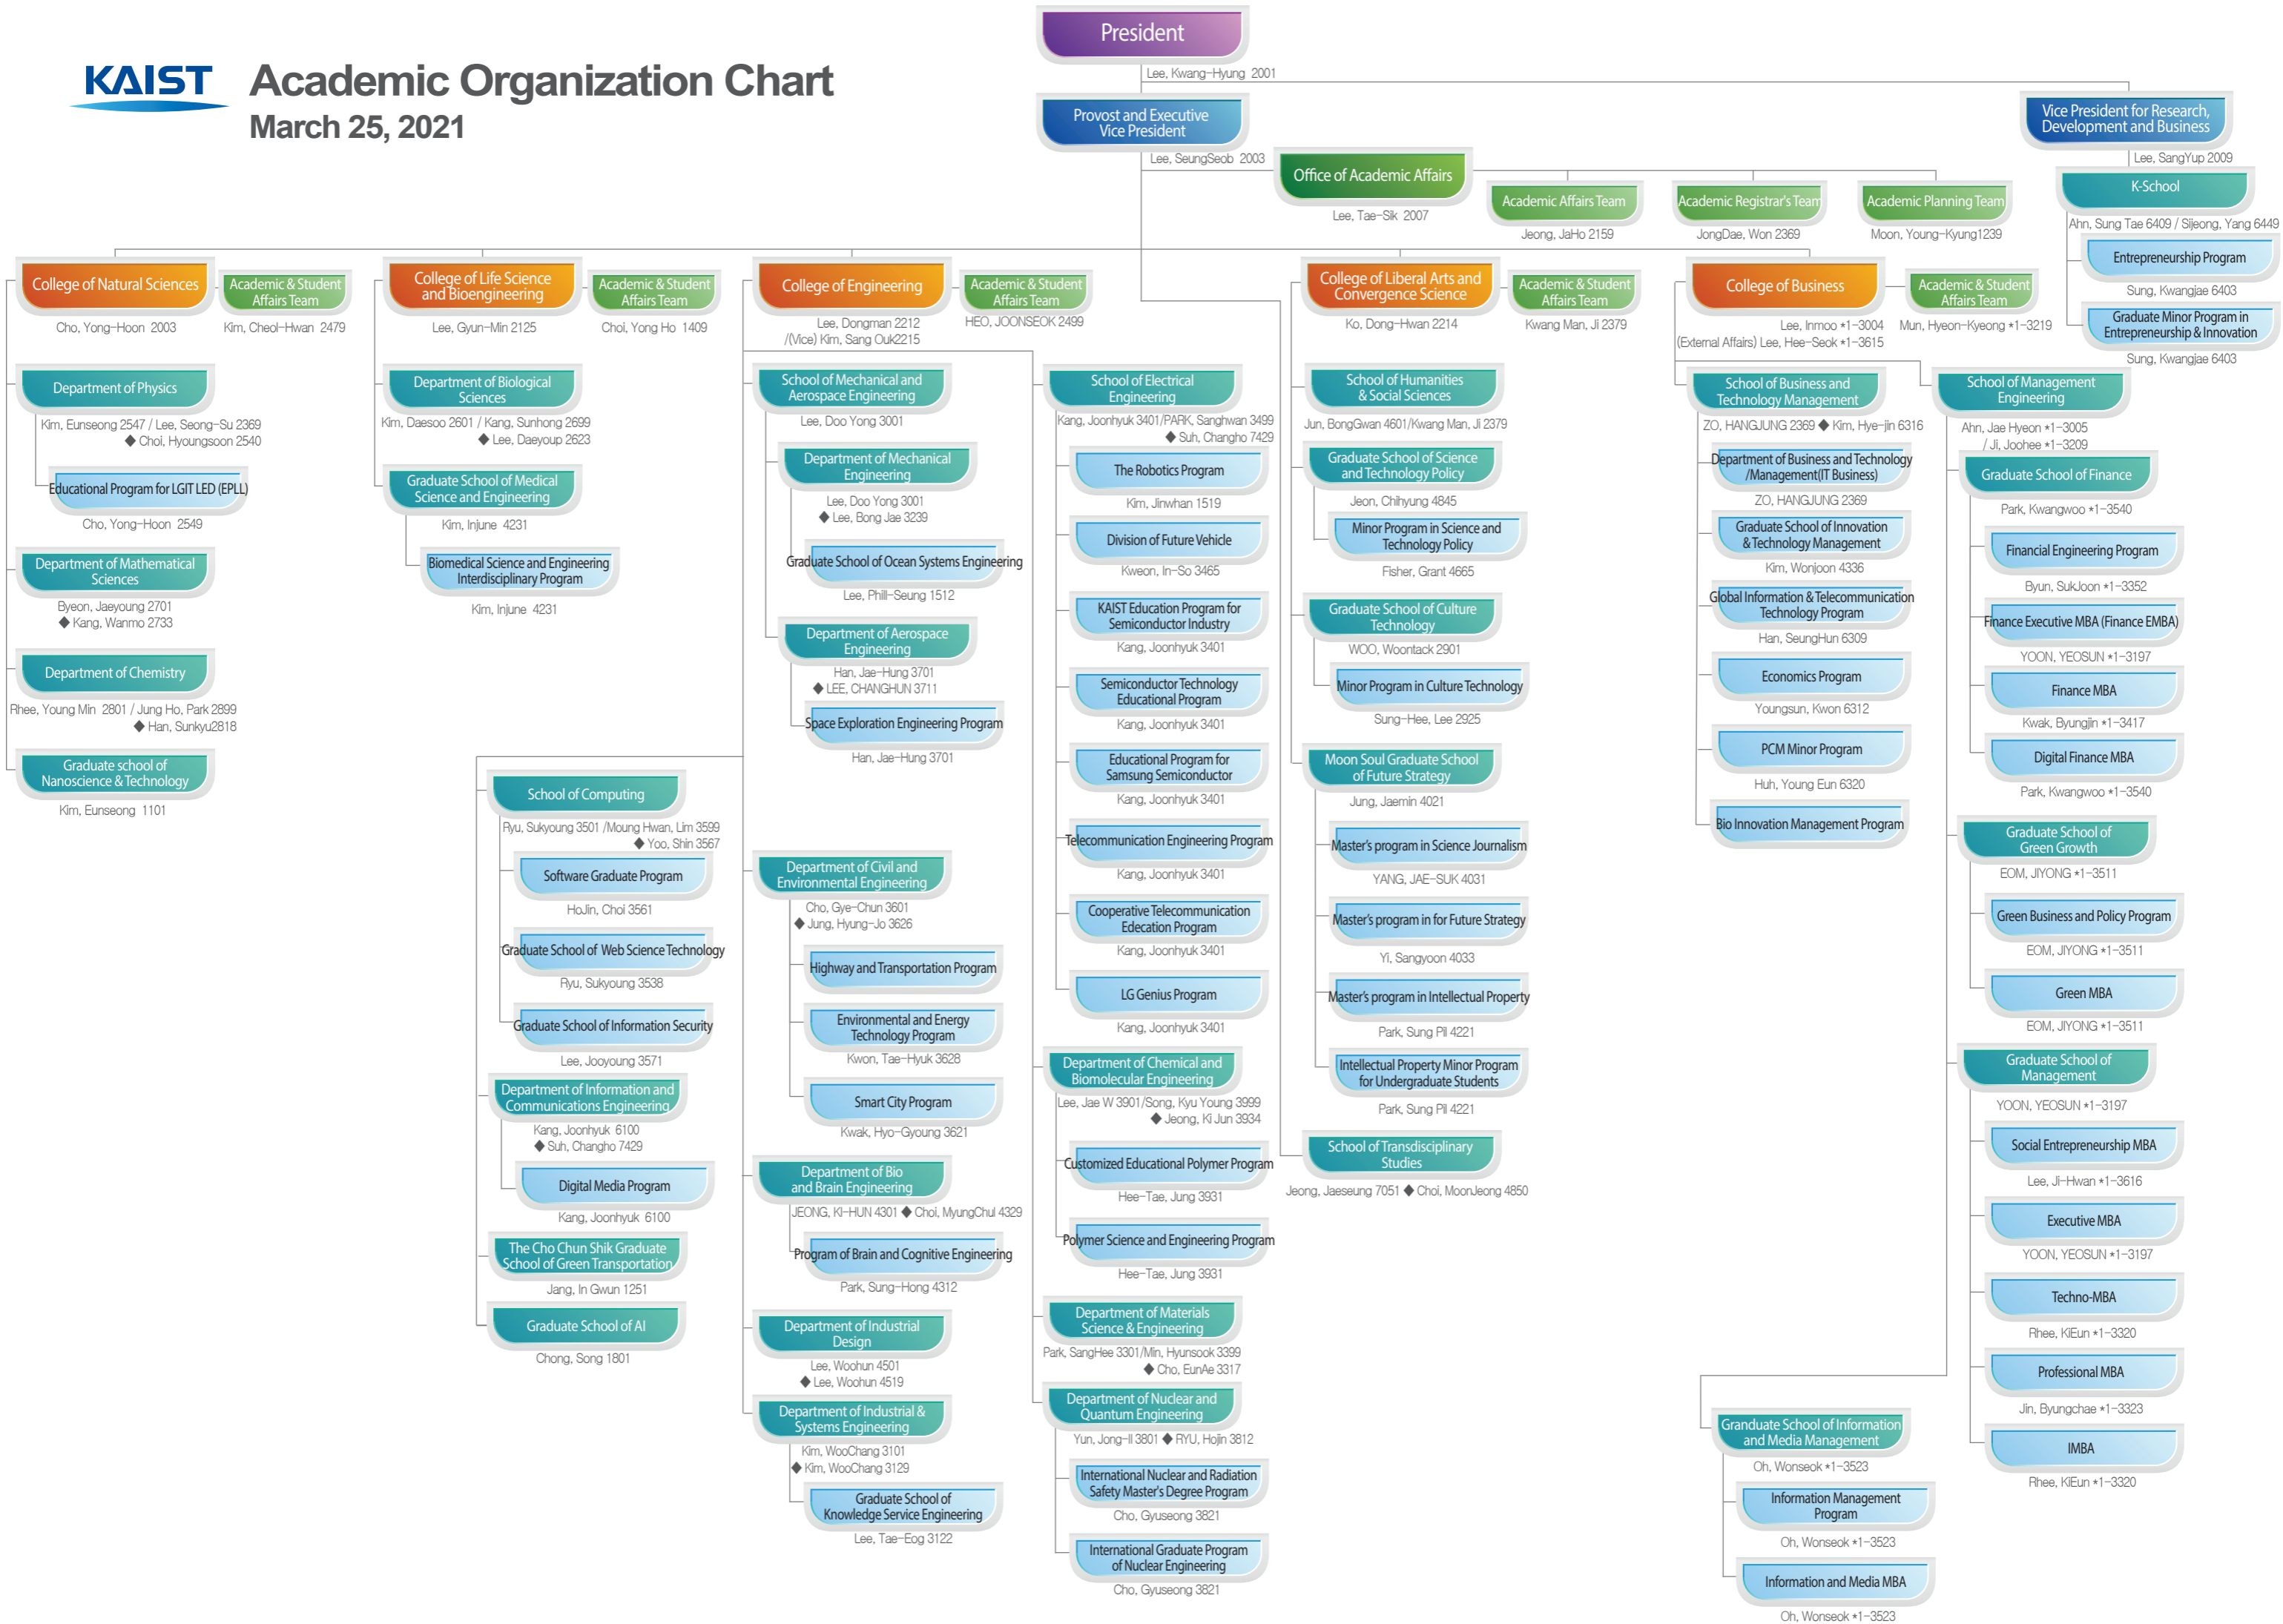 KAIST
Academic Organization Chart
March 25, 2021
President
Lee, Kwang-Hyung 2001
Provost and Executive
Vice President
Lee, SeungSeob 2003
Vice President for Research,
Development and Business
Lee, SangYup 2009
Office of Academic Affairs
Lee, Tae-Sik 2007
Academic Affairs Team
Jeong, JaHo 2159
Academic Registrar's Team
JongDae, Won 2369
Academic Planning Team
Moon, Young-Kyung1239
K-School
Ahn, Sung Tae 6409 / Sijeong, Yang 6449
Entrepreneurship Program
Sung, Kwangjae 6403
Graduate Minor Program in
Entrepreneurship & Innovation
Sung, Kwangjae 6403
College of Natural Sciences
Cho, Yong-Hoon 2003
Academic & Student
Affairs Team
Kim, Cheol-Hwan 2479
Department of Physics
Kim, Eunseong 2547 / Lee, Seong-Su 2369
◆ Choi, Hyoungsoon 2540
Educational Program for LGIT LED (EPLL)
Cho, Yong-Hoon 2549
Department of Mathematical
Sciences
Byeon, Jaeyoung 2701
◆ Kang, Wanmo 2733
Department of Chemistry
Rhee, Young Min 2801 / Jung Ho, Park 2899
◆ Han, Sunkyu2818
Graduate school of
Nanoscience & Technology
Kim, Eunseong 1101
College of Life Science
and Bioengineering
Lee, Gyun-Min 2125
Academic & Student
Affairs Team
Choi, Yong Ho 1409
Department of Biological
Sciences
Kim, Daesoo 2601 / Kang, Sunhong 2699
◆ Lee, Daeyoup 2623
Graduate School of Medical
Science and Engineering
Kim, Injune 4231
Biomedical Science and Engineering
Interdisciplinary Program
Kim, Injune 4231
College of Engineering
Lee, Dongman 2212
/(Vice) Kim, Sang Ouk2215
Academic & Student
Affairs Team
HEO, JOONSEOK 2499
School of Computing
Ryu, Sukyoung 3501 /Moung Hwan, Lim 3599
◆ Yoo, Shin 3567
Software Graduate Program
HoJin, Choi 3561
Graduate School of Web Science Technology
Ryu, Sukyoung 3538
Graduate School of Information Security
Lee, Jooyoung 3571
Department of Information and
Communications Engineering
Kang, Joonhyuk 6100
◆ Suh, Changho 7429
Digital Media Program
Kang, Joonhyuk 6100
The Cho Chun Shik Graduate
School of Green Transportation
Jang, In Gwun 1251
Graduate School of AI
Chong, Song 1801
School of Mechanical and
Aerospace Engineering
Lee, Doo Yong 3001
Department of Mechanical
Engineering
Lee, Doo Yong 3001
◆ Lee, Bong Jae 3239
Graduate School of Ocean Systems Engineering
Lee, Phill-Seung 1512
Department of Aerospace
Engineering
Han, Jae-Hung 3701
◆ LEE, CHANGHUN 3711
Space Exploration Engineering Program
Han, Jae-Hung 3701
Department of Civil and
Environmental Engineering
Cho, Gye-Chun 3601
◆ Jung, Hyung-Jo 3626
Highway and Transportation Program
Environmental and Energy
Technology Program
Kwon, Tae-Hyuk 3628
Smart City Program
Kwak, Hyo-Gyoung 3621
Department of Bio
and Brain Engineering
JEONG, KI-HUN 4301 ◆ Choi, MyungChul 4329
Program of Brain and Cognitive Engineering
Park, Sung-Hong 4312
Department of Industrial
Design
Lee, Woohun 4501
◆ Lee, Woohun 4519
Department of Industrial &
Systems Engineering
Kim, WooChang 3101
◆ Kim, WooChang 3129
Graduate School of
Knowledge Service Engineering
Lee, Tae-Eog 3122
School of Electrical
Engineering
Kang, Joonhyuk 3401/PARK, Sanghwan 3499
◆ Suh, Changho 7429
The Robotics Program
Kim, Jinwhan 1519
Division of Future Vehicle
Kweon, In-So 3465
KAIST Education Program for
Semiconductor Industry
Kang, Joonhyuk 3401
Semiconductor Technology
Educational Program
Kang, Joonhyuk 3401
Educational Program for
Samsung Semiconductor
Kang, Joonhyuk 3401
Telecommunication Engineering Program
Kang, Joonhyuk 3401
Cooperative Telecommunication
Edecation Program
Kang, Joonhyuk 3401
LG Genius Program
Kang, Joonhyuk 3401
Department of Chemical and
Biomolecular Engineering
Lee, Jae W 3901/Song, Kyu Young 3999
◆ Jeong, Ki Jun 3934
Customized Educational Polymer Program
Hee-Tae, Jung 3931
Polymer Science and Engineering Program
Hee-Tae, Jung 3931
Department of Materials
Science & Engineering
Park, SangHee 3301/Min, Hyunsook 3399
◆ Cho, EunAe 3317
Department of Nuclear and
Quantum Engineering
Yun, Jong-Il 3801 ◆ RYU, Hojin 3812
International Nuclear and Radiation
Safety Master's Degree Program
Cho, Gyuseong 3821
International Graduate Program
of Nuclear Engineering
Cho, Gyuseong 3821
College of Liberal Arts and
Convergence Science
Ko, Dong-Hwan 2214
Academic & Student
Affairs Team
Kwang Man, Ji 2379
School of Humanities
& Social Sciences
Jun, BongGwan 4601/Kwang Man, Ji 2379
Graduate School of Science
and Technology Policy
Jeon, Chihyung 4845
Minor Program in Science and
Technology Policy
Fisher, Grant 4665
Graduate School of Culture
Technology
WOO, Woontack 2901
Minor Program in Culture Technology
Sung-Hee, Lee 2925
Moon Soul Graduate School
of Future Strategy
Jung, Jaemin 4021
Master's program in Science Journalism
YANG, JAE-SUK 4031
Master's program in for Future Strategy
Yi, Sangyoon 4033
Master's program in Intellectual Property
Park, Sung Pil 4221
Intellectual Property Minor Program
for Undergraduate Students
Park, Sung Pil 4221
School of Transdisciplinary
Studies
Jeong, Jaeseung 7051 ◆ Choi, MoonJeong 4850
College of Business
Lee, Inmoo *1-3004
(External Affairs) Lee, Hee-Seok *1-3615
Academic & Student
Affairs Team
Mun, Hyeon-Kyeong *1-3219
School of Business and
Technology Management
ZO, HANGJUNG 2369 ◆ Kim, Hye-jin 6316
Department of Business and Technology
/Management(IT Business)
ZO, HANGJUNG 2369
Graduate School of Innovation
& Technology Management
Kim, Wonjoon 4336
Global Information & Telecommunication
Technology Program
Han, SeungHun 6309
Economics Program
Youngsun, Kwon 6312
PCM Minor Program
Huh, Young Eun 6320
Bio Innovation Management Program
School of Management
Engineering
Ahn, Jae Hyeon *1-3005
/ Ji, Joohee *1-3209
Graduate School of Finance
Park, Kwangwoo *1-3540
Financial Engineering Program
Byun, SukJoon *1-3352
Finance Executive MBA (Finance EMBA)
YOON, YEOSUN *1-3197
Finance MBA
Kwak, Byungjin *1-3417
Digital Finance MBA
Park, Kwangwoo *1-3540
Graduate School of
Green Growth
EOM, JIYONG *1-3511
Green Business and Policy Program
EOM, JIYONG *1-3511
Green MBA
EOM, JIYONG *1-3511
Graduate School of
Management
YOON, YEOSUN *1-3197
Social Entrepreneurship MBA
Lee, Ji-Hwan *1-3616
Executive MBA
YOON, YEOSUN *1-3197
Techno-MBA
Rhee, KiEun *1-3320
Professional MBA
Jin, Byungchae *1-3323
IMBA
Rhee, KiEun *1-3320
Granduate School of Information
and Media Management
Oh, Wonseok *1-3523
Information Management
Program
Oh, Wonseok *1-3523
Information and Media MBA
Oh, Wonseok *1-3523